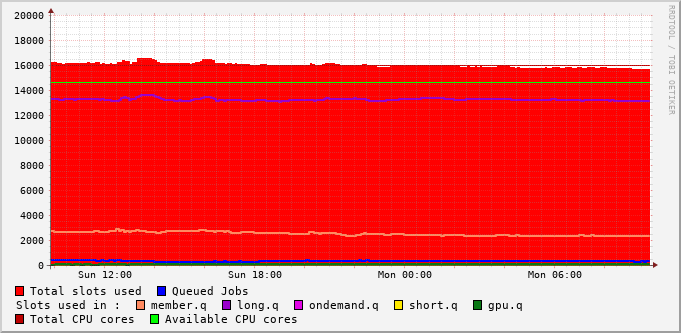 20000
18000
16000
14000
12000
10000
8000
6000
4000
2000
0
Sun 12:00 Sun 18:00 Mon 00:00 Mon 06:00
RRDTOOL / TOBI OETIKER
Total slots used Queued Jobs
Slots used in : member.q long.q ondemand.q short.q gpu.q
Total CPU cores Available CPU cores